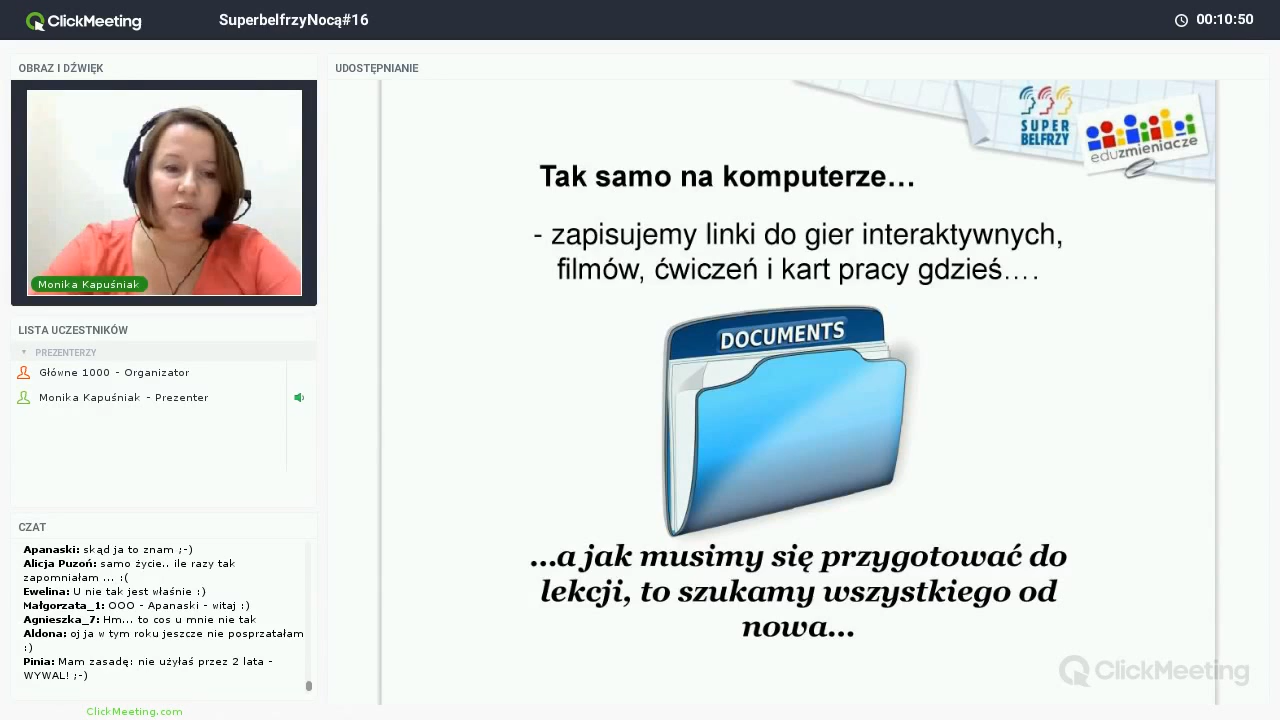 ClickMeeting
SuperbelfrzyNocą#16
00:10:50
OBRAZ I DŹWIĘK
Monika Kapuśniak
LISTA UCZESTNIKÓW
PREZENTERZY
Główne 1000 - Organizator
Monika Kapuśniak - Prezenter
CZAT
Apanaski: skąd ja to znam ;-)
Alicja Puzoń: samo życie.. ile razy tak
zapomniałam ... :(
Ewelina: U nie tak jest właśnie :)
Małgorzata_1: OOO - Apanaski - witaj :)
Agnieszka_7: Hm... to cos u mnie nie tak
Aldona: oj ja w tym roku jeszcze nie posprzatałam
:)
Pinia: Mam zasadę: nie użyłaś przez 2 lata -
WYWAL! ;-)
ClickMeeting.com
UDOSTĘPNIANIE
SUPER
BELFRZY
eduzmieniacze
Tak samo na komputerze...
- zapisujemy linki do gier interaktywnych,
filmów, ćwiczeń i kart pracy gdzieś....
DOCUMENTS
...a jak musimy się przygotować do
lekcji, to szukamy wszystkiego od
nowa...
ClickMeeting